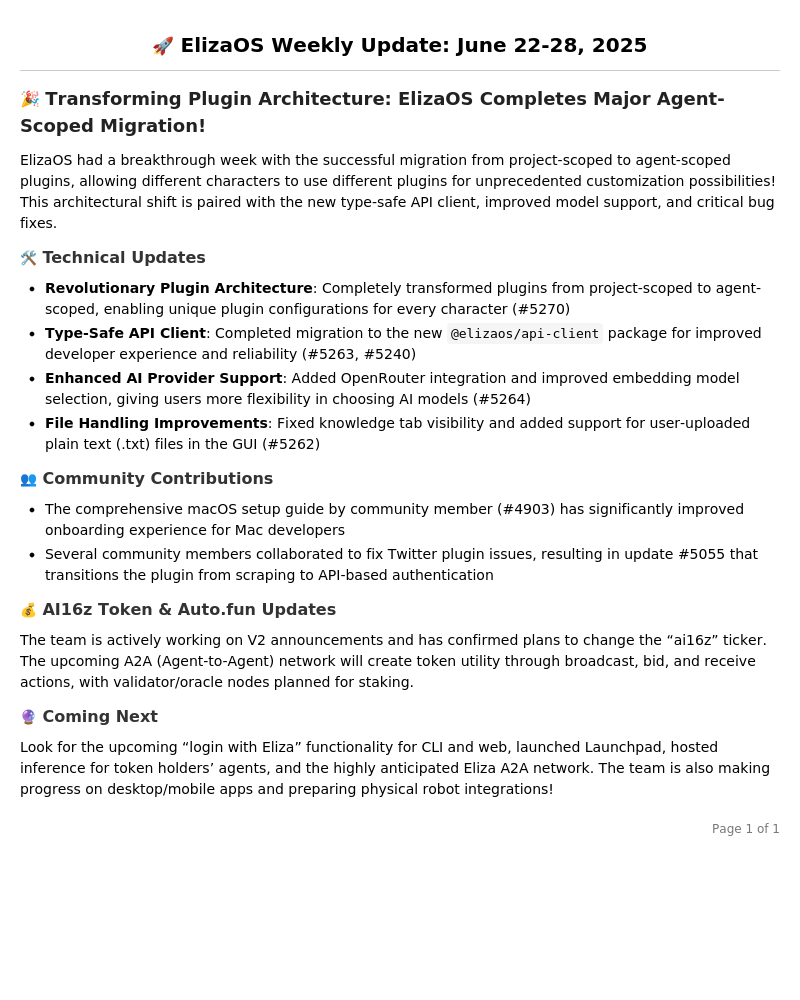 🚀 ElizaOS Weekly Update: June 22-28, 2025
🎉 Transforming Plugin Architecture: ElizaOS Completes Major Agent-
Scoped Migration!
ElizaOS had a breakthrough week with the successful migration from project-scoped to agent-scoped
plugins, allowing different characters to use different plugins for unprecedented customization possibilities!
This architectural shift is paired with the new type-safe API client, improved model support, and critical bug
fixes.
🛠️ Technical Updates
• Revolutionary Plugin Architecture: Completely transformed plugins from project-scoped to agent-
scoped, enabling unique plugin configurations for every character (#5270)
• Type-Safe API Client: Completed migration to the new @elizaos/api-client package for improved
developer experience and reliability (#5263, #5240)
• Enhanced AI Provider Support: Added OpenRouter integration and improved embedding model
selection, giving users more flexibility in choosing AI models (#5264)
• File Handling Improvements: Fixed knowledge tab visibility and added support for user-uploaded
plain text (.txt) files in the GUI (#5262)
👥 Community Contributions
• The comprehensive macOS setup guide by community member (#4903) has significantly improved
onboarding experience for Mac developers
• Several community members collaborated to fix Twitter plugin issues, resulting in update #5055 that
transitions the plugin from scraping to API-based authentication
💰 AI16z Token & Auto.fun Updates
The team is actively working on V2 announcements and has confirmed plans to change the “ai16z” ticker.
The upcoming A2A (Agent-to-Agent) network will create token utility through broadcast, bid, and receive
actions, with validator/oracle nodes planned for staking.
🔮 Coming Next
Look for the upcoming “login with Eliza” functionality for CLI and web, launched Launchpad, hosted
inference for token holders’ agents, and the highly anticipated Eliza A2A network. The team is also making
progress on desktop/mobile apps and preparing physical robot integrations!
Page 1 of 1